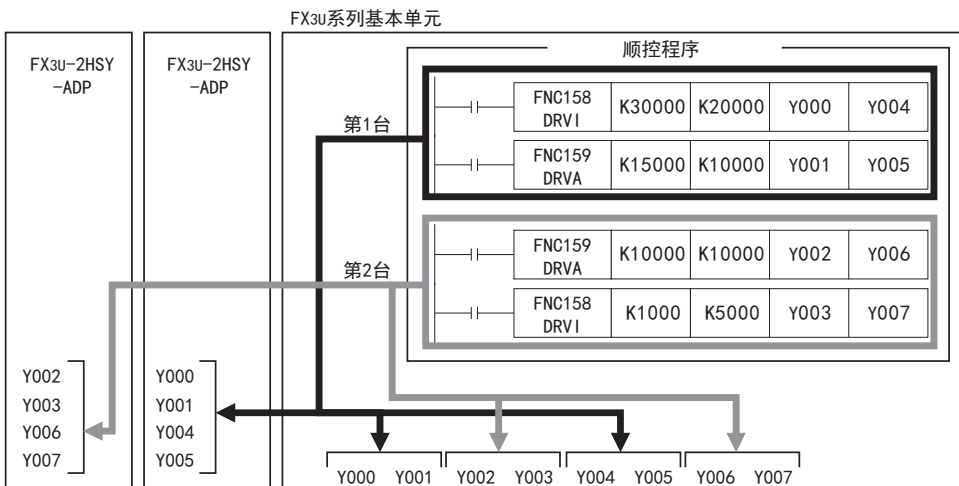 FX3U系列基本单元
FX3U-2HSY
-ADP
FX3U-2HSY
-ADP
顺控程序
第1台
FNC158
DRVI
K30000 K20000 Y000 Y004
FNC159
DRVA
K15000 K10000 Y001 Y005
第2台
FNC159
DRVA
K10000 K10000 Y002 Y006
FNC158
DRVI
K1000 K5000 Y003 Y007
Y002
Y003
Y006
Y007
Y000
Y001
Y004
Y005
Y000 Y001 Y002 Y003 Y004 Y005 Y006 Y007